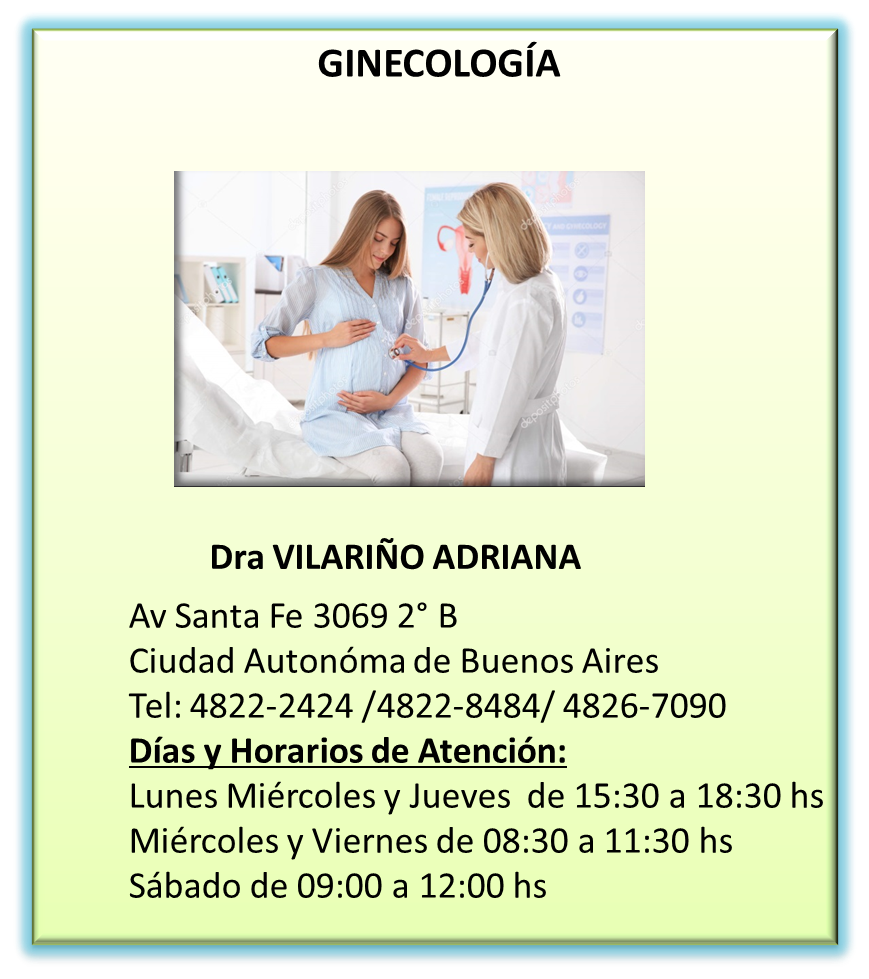 GINECOLOGÍA
Dra VILARIÑO ADRIANA
Av Santa Fe 3069 2° B
Ciudad Autonóma de Buenos Aires
Tel: 4822-2424 /4822-8484/ 4826-7090
Días y Horarios de Atención:
Lunes Miércoles y Jueves de 15:30 a 18:30 hs
Miércoles y Viernes de 08:30 a 11:30 hs
Sábado de 09:00 a 12:00 hs